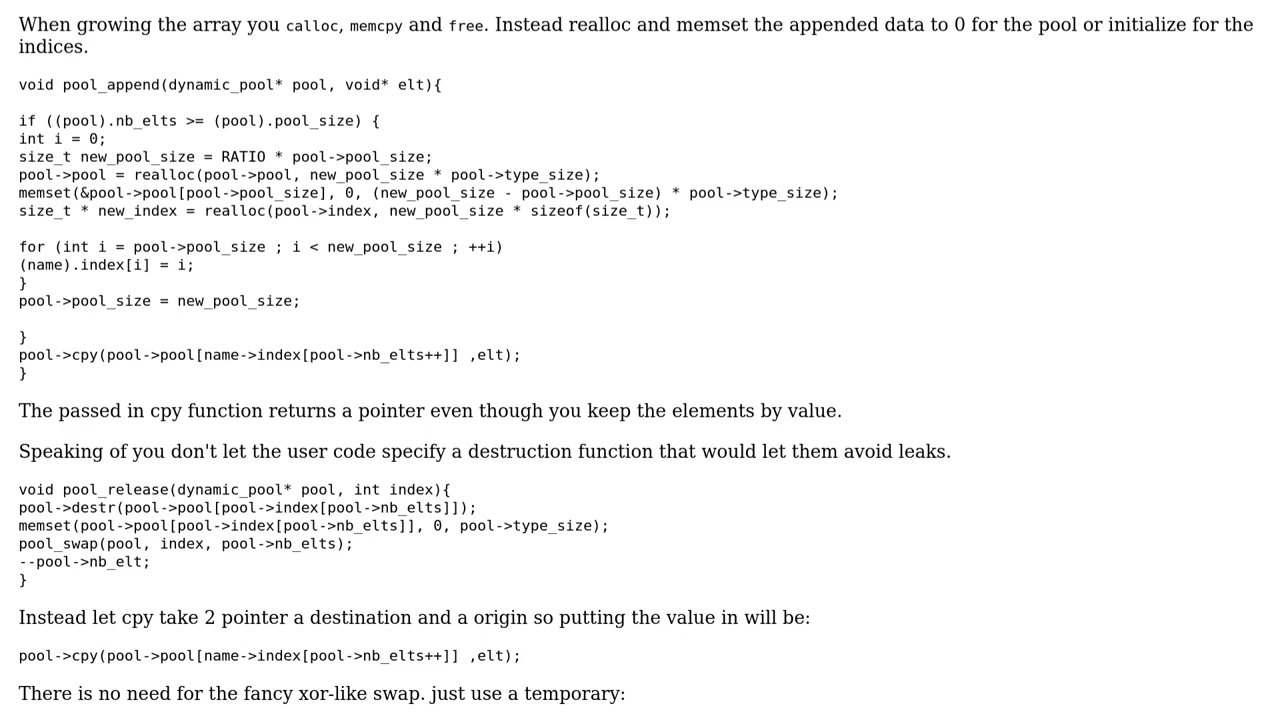 When growing the array you calloc, memcpy and free. Instead realloc and memset the appended data to 0 for the pool or initialize for the
indices.
void pool_append(dynamic_pool* pool, void* elt){
if ((pool).nb_elts >= (pool).pool_size) {
int i = 0;
size_t new_pool_size = RATIO * pool->pool_size;
pool->pool = realloc(pool->pool, new_pool_size * pool->type_size);
memset(&pool->pool[pool->pool_size], 0, (new_pool_size - pool->pool_size) * pool->type_size);
size_t * new_index = realloc(pool->index, new_pool_size * sizeof(size_t));
for (int i = pool->pool_size ; i < new_pool_size ; ++i)
(name).index[i] = i;
}
pool->pool_size = new_pool_size;
}
pool->cpy(pool->pool[name->index[pool->nb_elts++]] ,elt);
}
The passed in cpy function returns a pointer even though you keep the elements by value.
Speaking of you don't let the user code specify a destruction function that would let them avoid leaks.
void pool_release(dynamic_pool* pool, int index){
pool->destr(pool->pool[pool->index[pool->nb_elts]]);
memset(pool->pool[pool->index[pool->nb_elts]], 0, pool->type_size);
pool_swap(pool, index, pool->nb_elts);
--pool->nb_elt;
}
Instead let cpy take 2 pointer a destination and a origin so putting the value in will be:
pool->cpy(pool->pool[name->index[pool->nb_elts++]] ,elt);
There is no need for the fancy xor-like swap. just use a temporary: